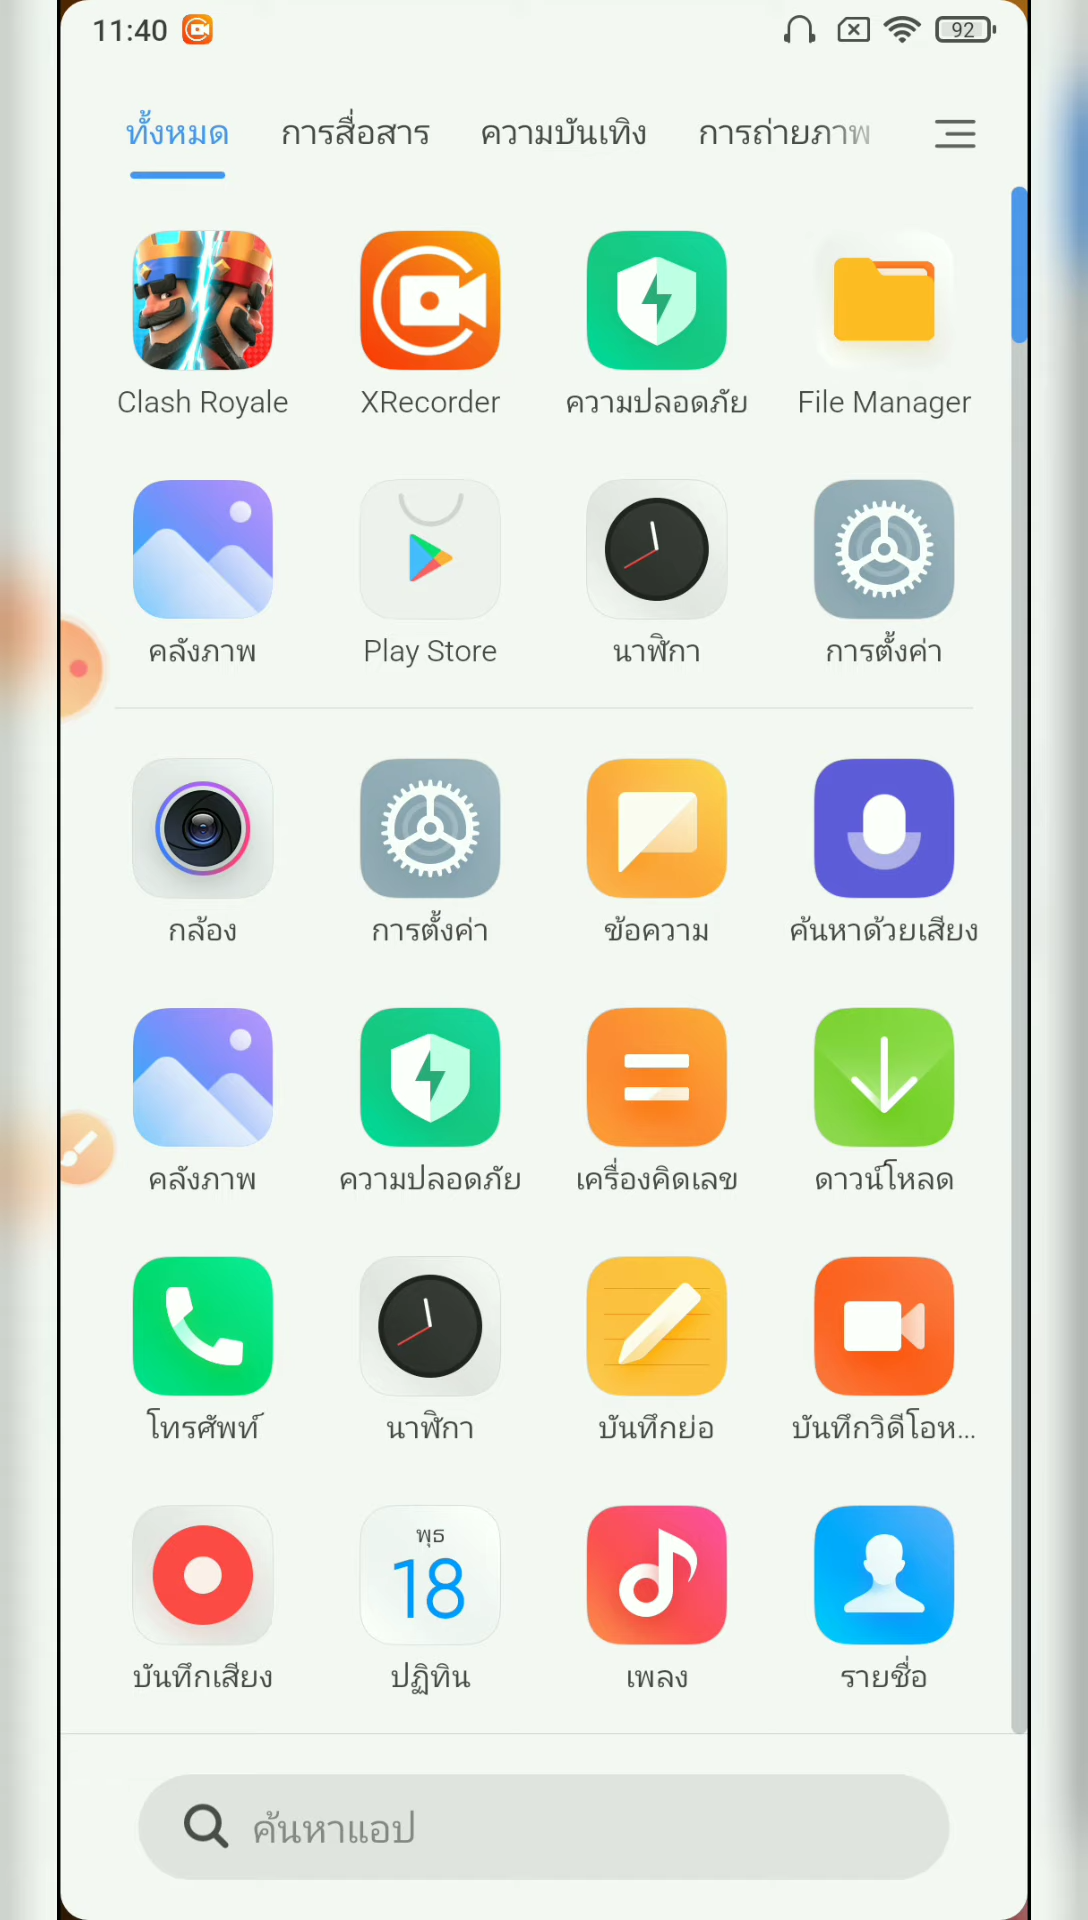 11:40
92
ทั้งหมด การสื่อสาร ความบันเทิง การถ่ายภาพ
Clash Royale XRecorder ความปลอดภัย File Manager
คลังภาพ Play Store นาฬิกา การตั้งค่า
กล้อง การตั้งค่า ข้อความ ค้นหาด้วยเสียง
คลังภาพ ความปลอดภัย เครื่องคิดเลข ดาวน์โหลด
โทรศัพท์ นาฬิกา บันทึกย่อ บันทึกวิดีโอห...
พุธ
18
บันทึกเสียง ปฏิทิน เพลง รายชื่อ
ค้นหาแอป